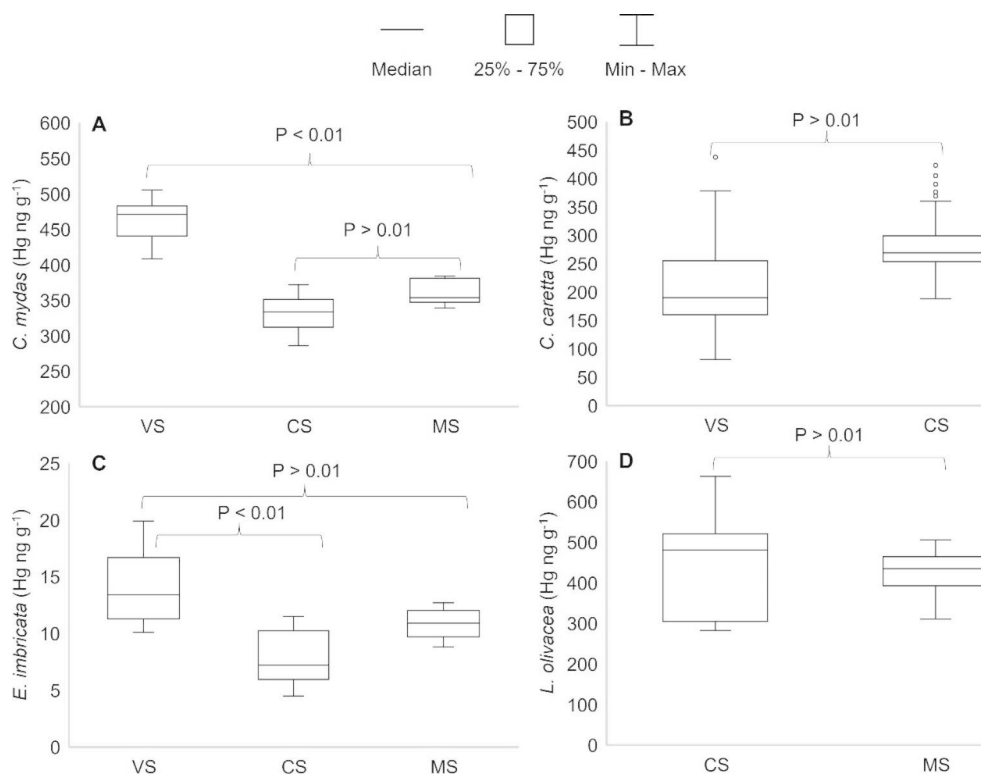 Median 25% - 75% Min - Max
A
P < 0.01
P > 0.01
600
550
500
450
400
350
300
250
200
C. mydas (Hg ng g-1)
VS CS MS
B
P > 0.01
500
450
400
350
300
250
200
150
100
50
0
C. caretta (Hg ng g-1)
VS CS
C
P > 0.01
P < 0.01
25
20
15
10
5
0
E. imbricata (Hg ng g-1)
VS CS MS
D
P > 0.01
700
600
500
400
300
400
100
0
L. olivacea (Hg ng g-1)
CS MS